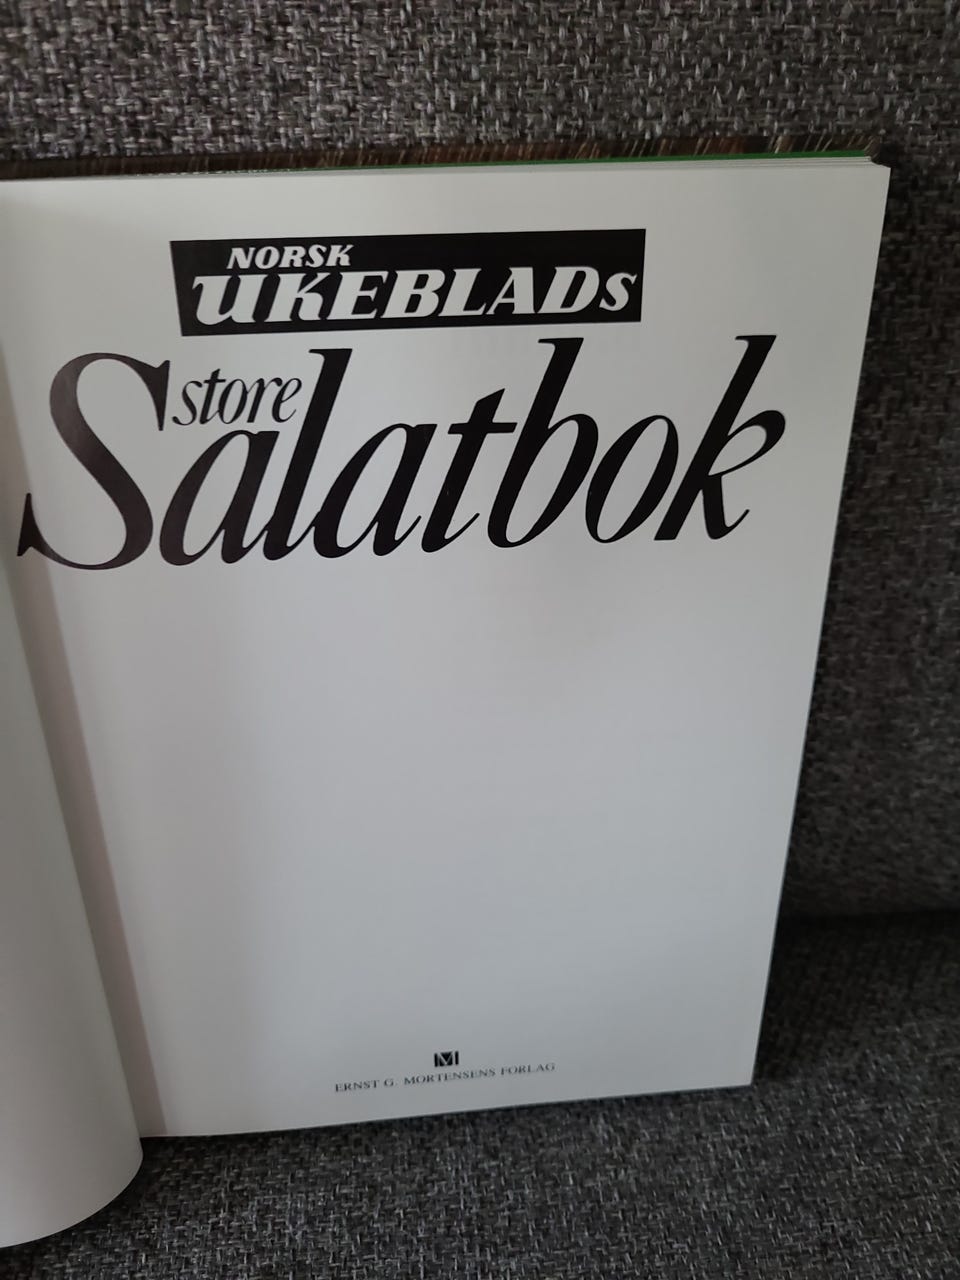 NORSK
UKEBLADS
store
Salatbok
M
ERNST G. MORTENSENS FORLAG